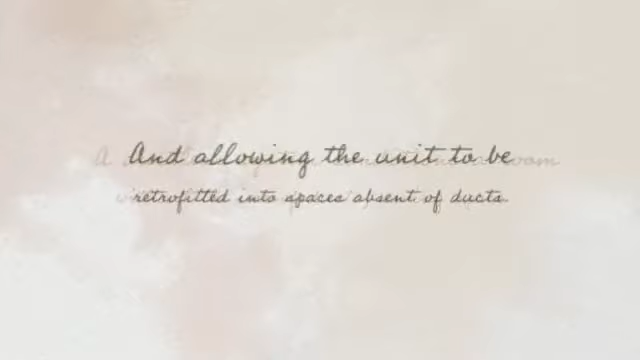 And allowing the unit to be
retrofitted into spaces absent of ducts.